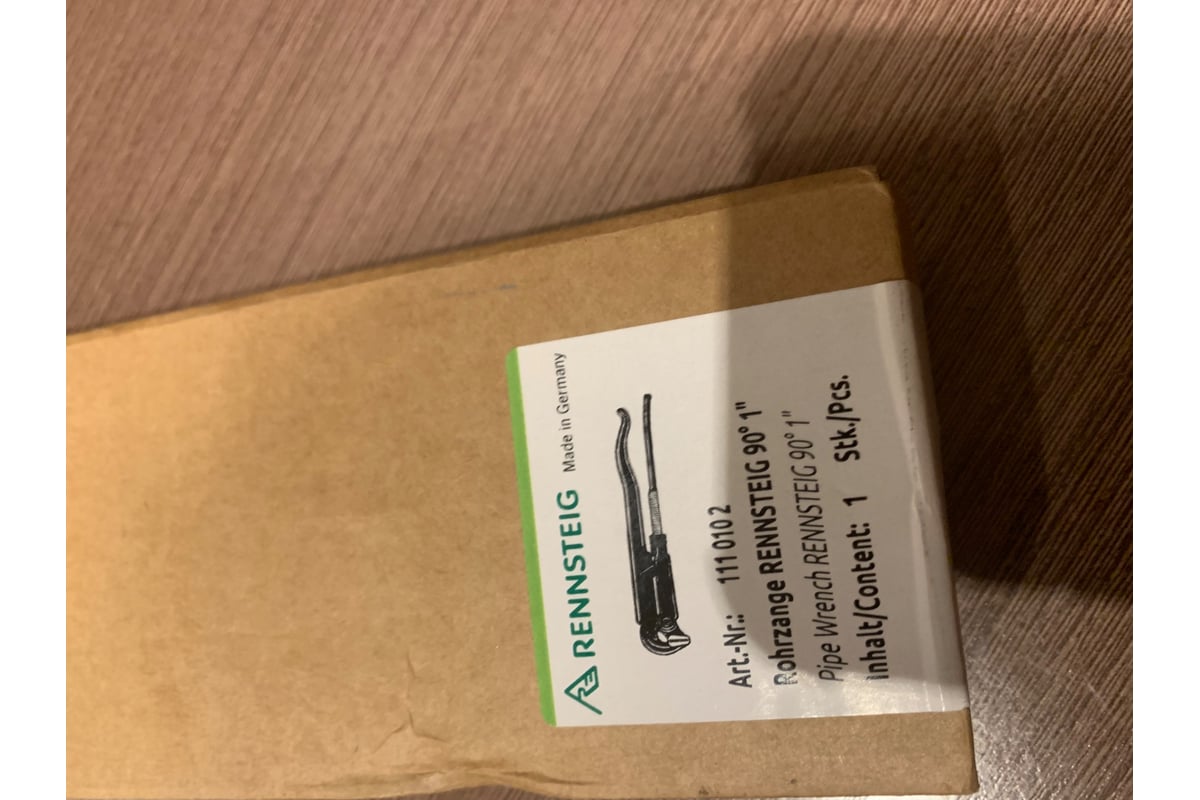 RENNSTEIG Made in Germany
Art.-Nr.: 111 010 2
Rohrzange RENNSTEIG 90° 1"
Pipe Wrench RENNSTEIG 90° 1"
Inhalt/Content: 1 Stk./Pcs.